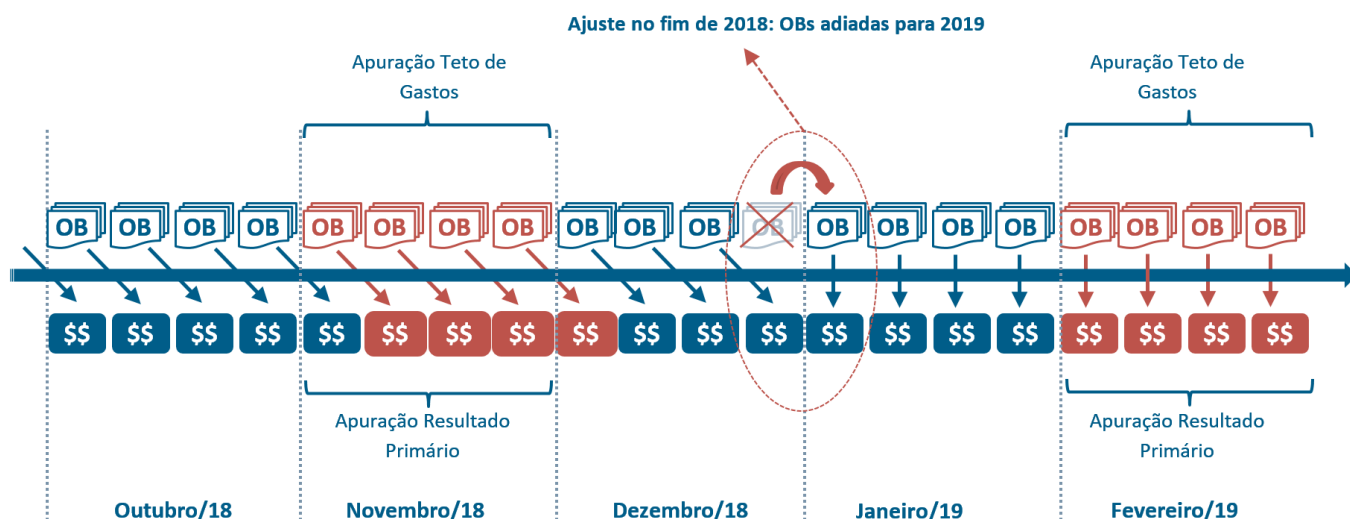 Ajuste no fim de 2018: OBs adiadas para 2019
Apuração Teto de
Gastos
Apuração Teto de
Gastos
OB OB OB OB OB OB OB OB OB OB OB OB OB OB OB OB OB OB OB OB
$$ $$ $$ $$ $$ $$ $$ $$ $$ $$ $$ $$ $$ $$ $$ $$ $$ $$ $$ $$
Apuração Resultado
Primário
Apuração Resultado
Primário
Outubro/18 Novembro/18 Dezembro/18 Janeiro/19 Fevereiro/19